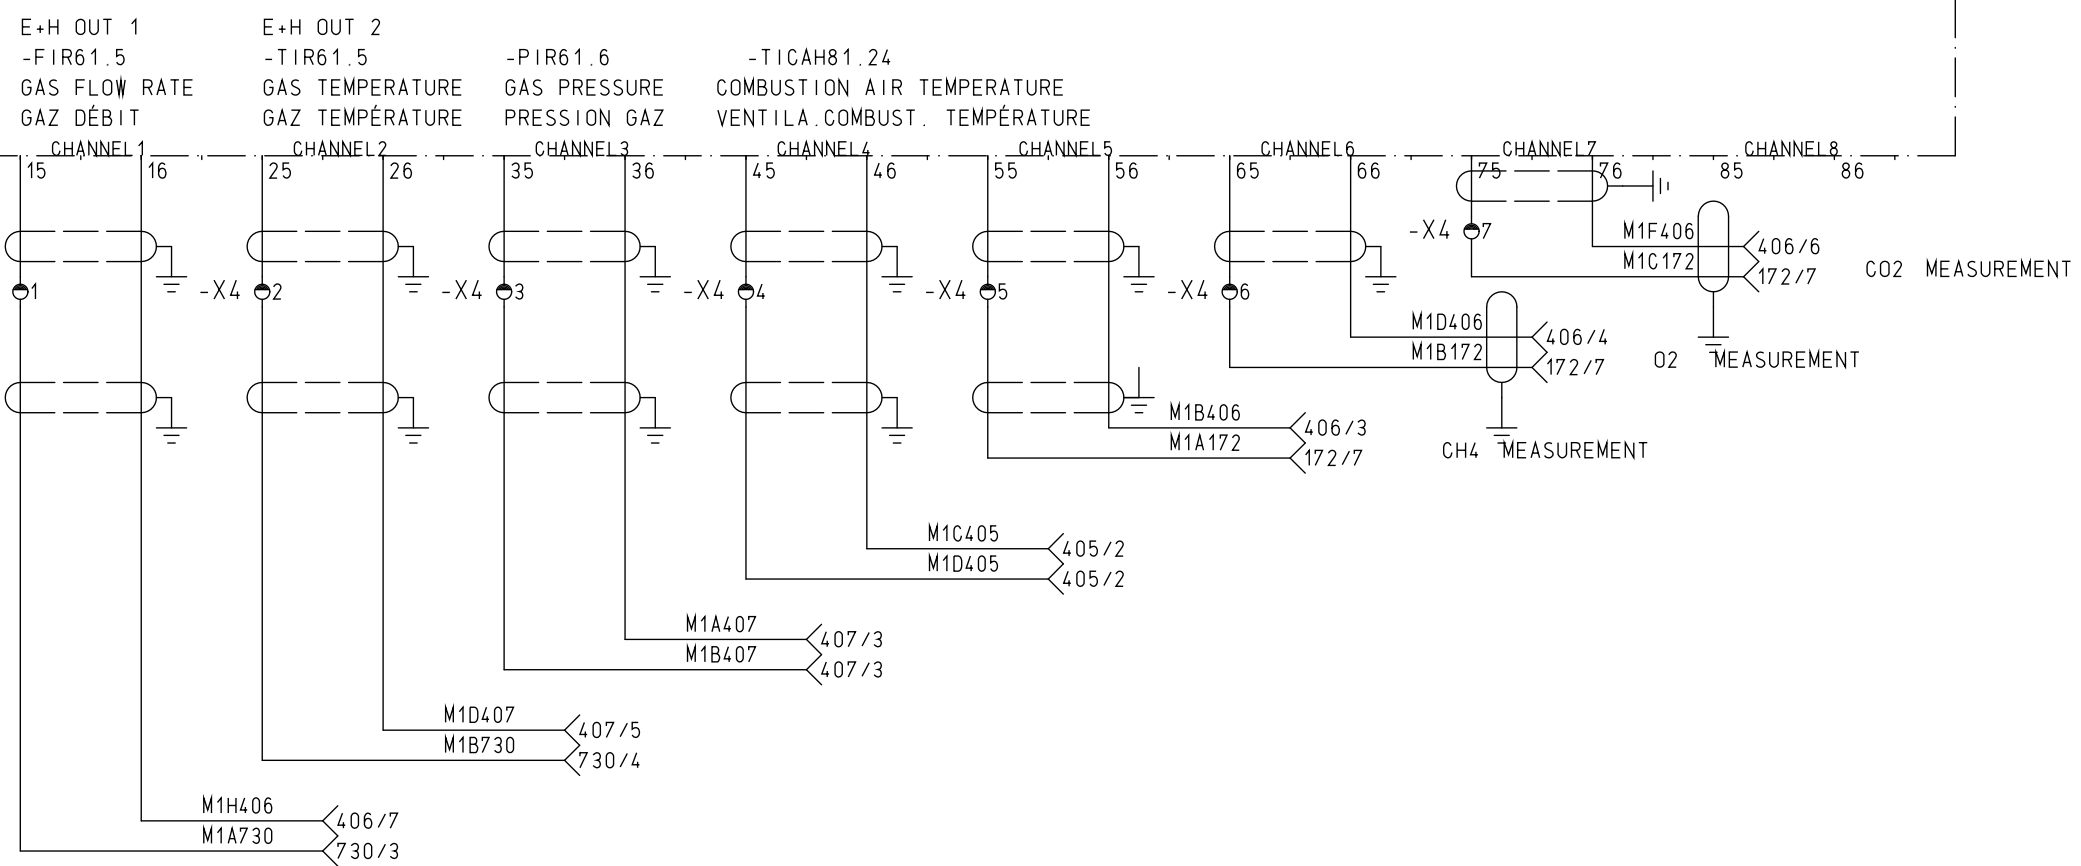 E+H OUT 1
-FIR61.5
GAS FLOW RATE
GAZ DÉBIT
E+H OUT 2
-TIR61.5
GAS TEMPERATURE
GAZ TEMPÉRATURE
-PIR61.6
GAS PRESSURE
PRESSION GAZ
-TICAH81.24
COMBUSTION AIR TEMPERATURE
VENTILA.COMBUST. TEMPÉRATURE
CHANNEL1 CHANNEL2 CHANNEL3 CHANNEL4 CHANNEL5 CHANNEL6 CHANNEL7 CHANNEL8
15 16 25 26 35 36 45 46 55 56 65 66 75 76 85 86
-X4 7
M1F406 406/6
M1C172 172/7
CO2 MEASUREMENT
1 -X4 2 -X4 3 -X4 4 -X4 5 -X4 6
M1D406 406/4
M1B172 172/7
O2 MEASUREMENT
M1B406 406/3
M1A172 172/7
CH4 MEASUREMENT
M1C405 405/2
M1D405 405/2
M1A407 407/3
M1B407 407/3
M1D407 407/5
M1B730 730/4
M1H406 406/7
M1A730 730/3